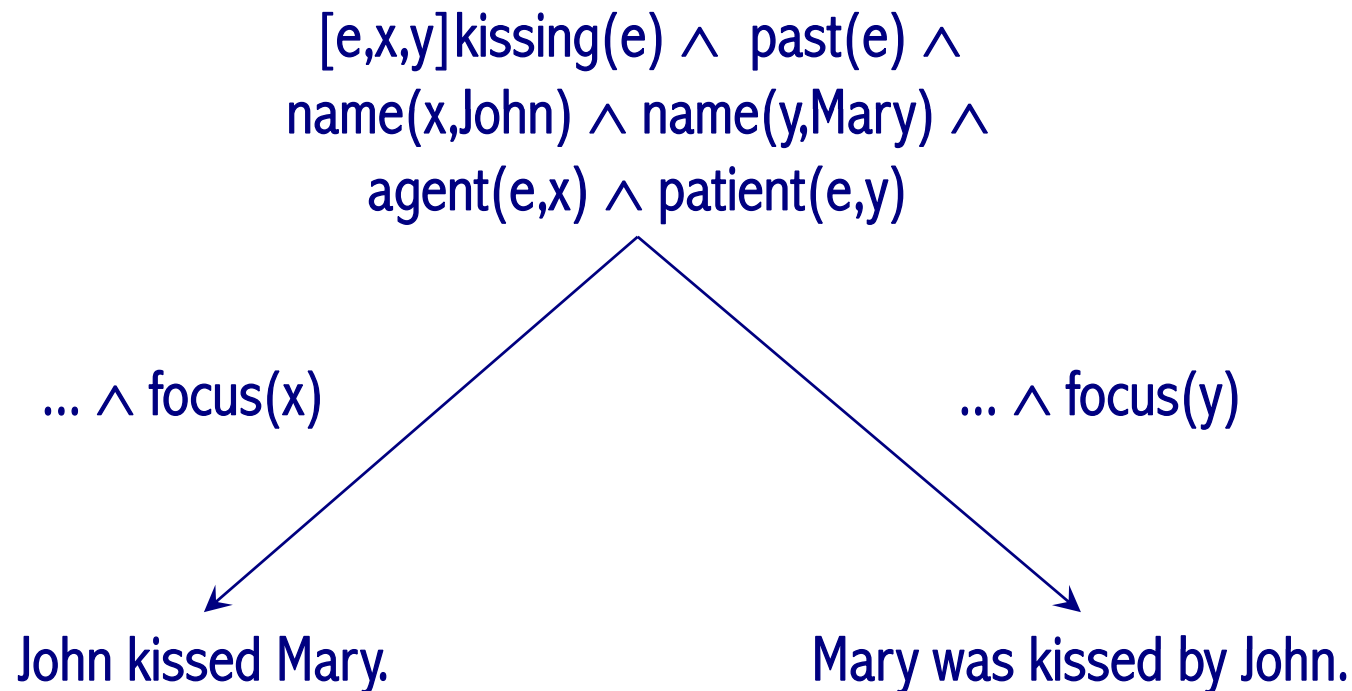 [e,x,y]kissing(e) ∧ past(e) ∧
name(x,John) ∧ name(y,Mary) ∧
agent(e,x) ∧ patient(e,y)
... ∧ focus(x)
... ∧ focus(y)
John kissed Mary.
Mary was kissed by John.